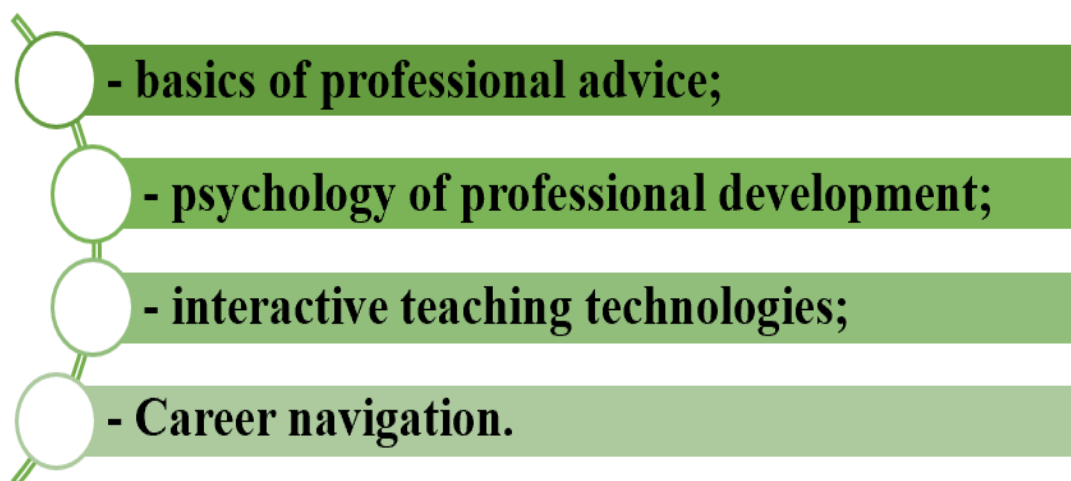 - basics of professional advice;
- psychology of professional development;
- interactive teaching technologies;
- Career navigation.